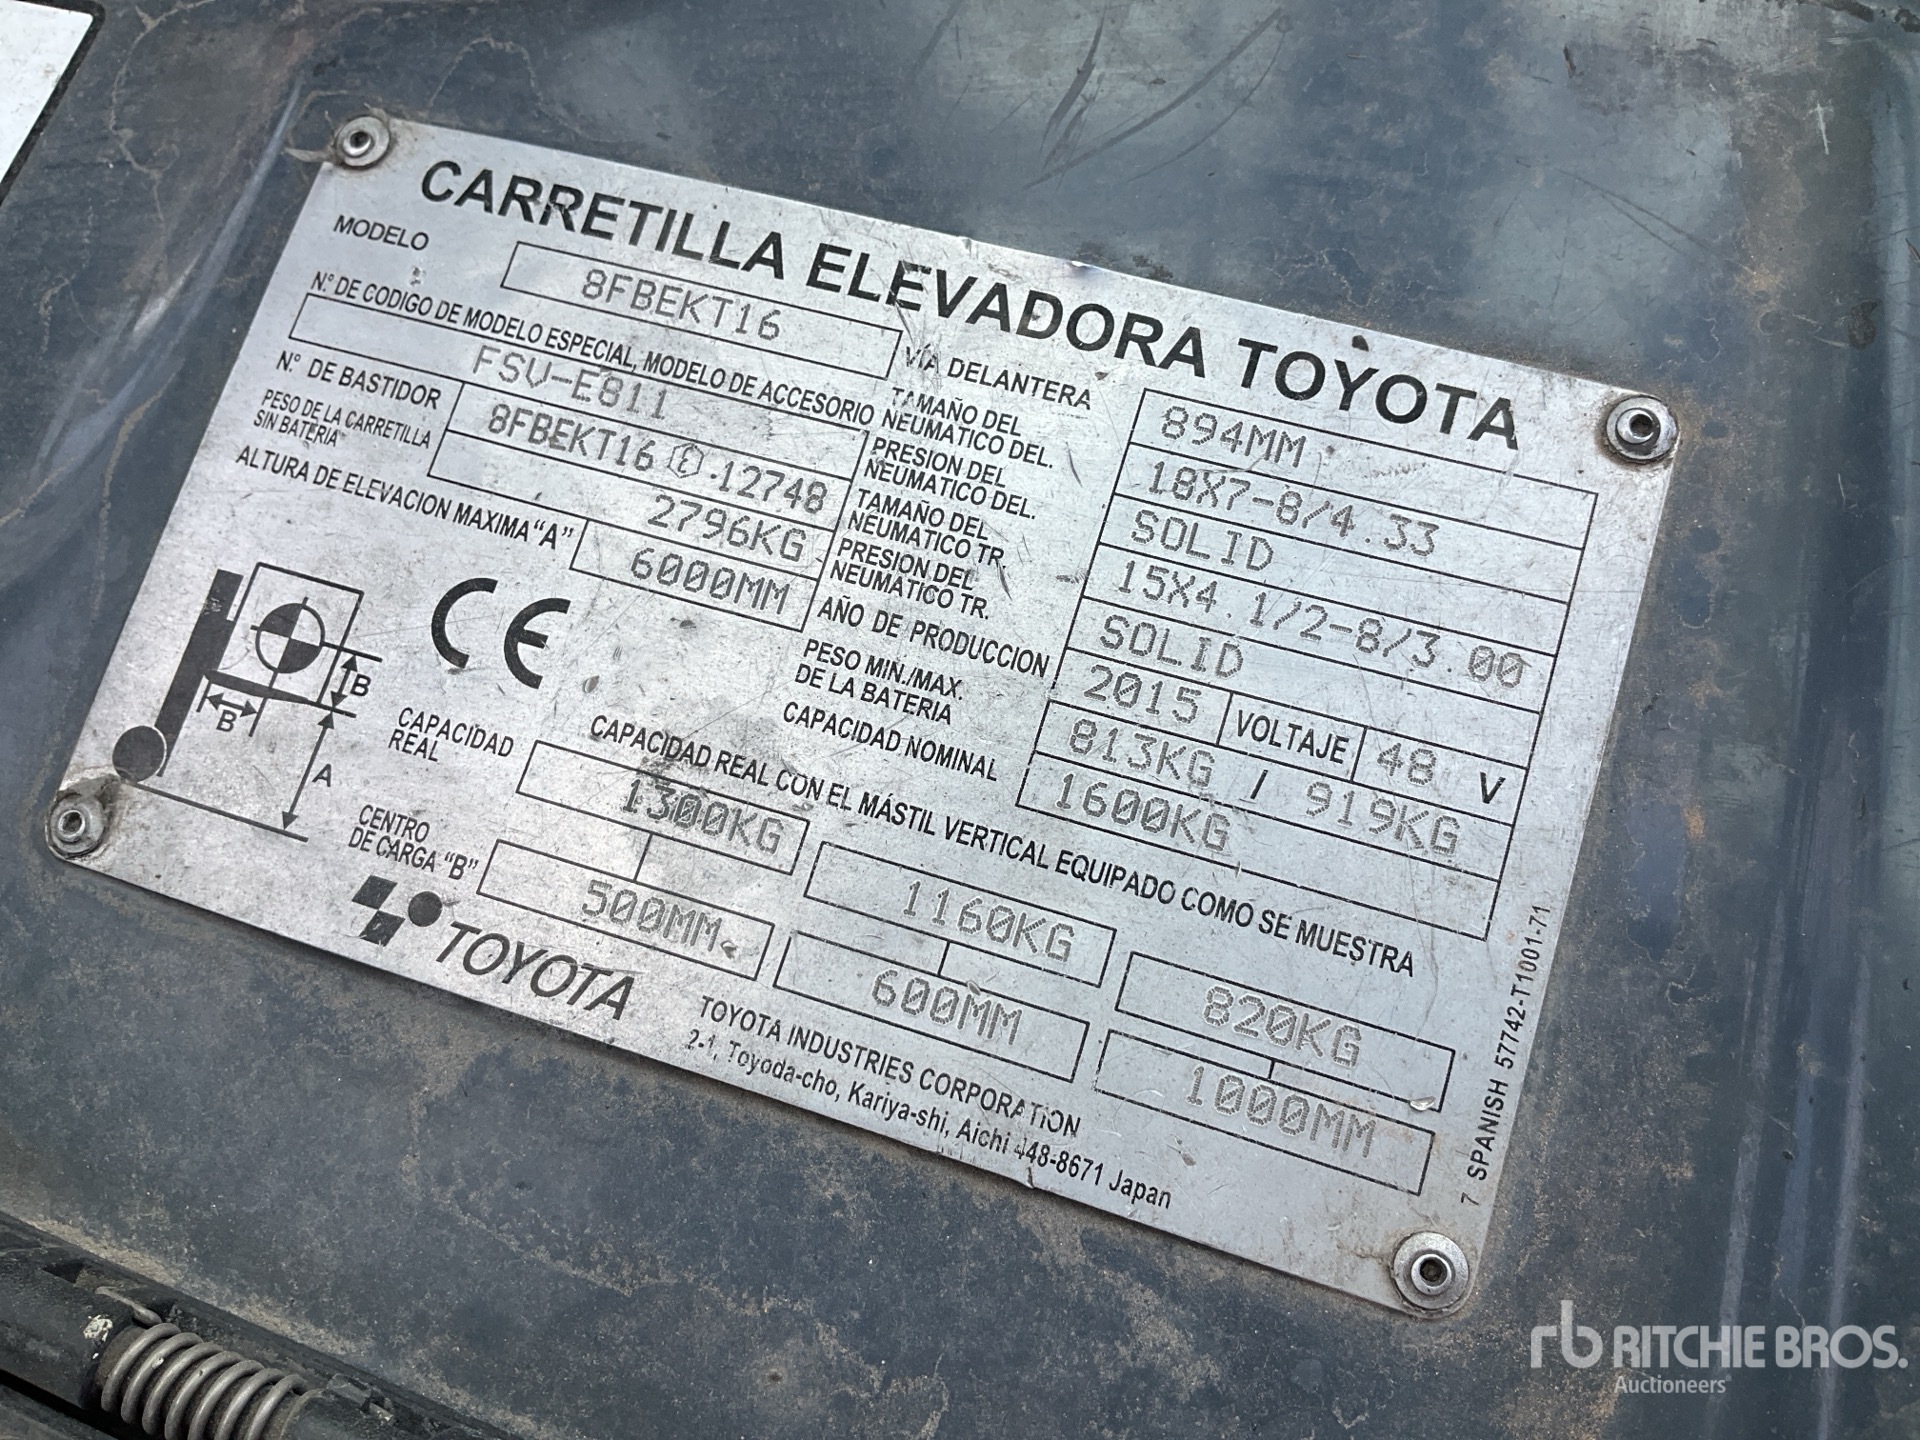 CARRETILLA ELEVADORA TOYOTA
MODELO 8FBEKT16
N.° DE CODIGO DE MODELO ESPECIAL, MODELO DE ACCESORIO
FSV-E811
N.° DE BASTIDOR 8FBEKT16 E·12748
PESO DE LA CARRETILLA
SIN BATERIA 2796KG
ALTURA DE ELEVACION MAXIMA "A" 6000MM
VÍA DELANTERA 894MM
TAMAÑO DEL
NEUMATICO DEL. 18X7-8/4.33
PRESION DEL
NEUMÁTICO DEL. SOLID
TAMAÑO DEL
NEUMÁTICO TR. 15X4.1/2-8/3.00
PRESION DEL
NEUMÁTICO TR. SOLID
AÑO DE PRODUCCION 2015 VOLTAJE 48 V
PESO MIN./MAX.
DE LA BATERIA 813KG / 919KG
CAPACIDAD NOMINAL 1600KG
B
B
A
CE
CAPACIDAD REAL CON EL MÁSTIL VERTICAL EQUIPADO COMO SE MUESTRA
CAPACIDAD
REAL 1300KG 1160KG 820KG
CENTRO
DE CARGA "B" 500MM 600MM 1000MM
TOYOTA
TOYOTA INDUSTRIES CORPORATION
2-1, Toyoda-cho, Kariya-shi, Aichi 448-8671 Japan
7 SPANISH 57742-T1001-71
rb RITCHIE BROS.
Auctioneers